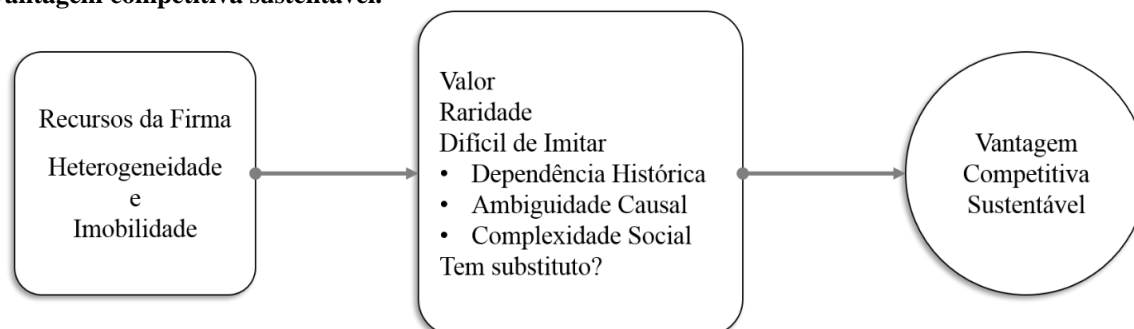 vantagem competitiva sustentável.
Recursos da Firma
Heterogeneidade
e
Imobilidade
Valor
Raridade
Difícil de Imitar
• Dependência Histórica
• Ambiguidade Causal
• Complexidade Social
Tem substituto?
Vantagem
Competitiva
Sustentável